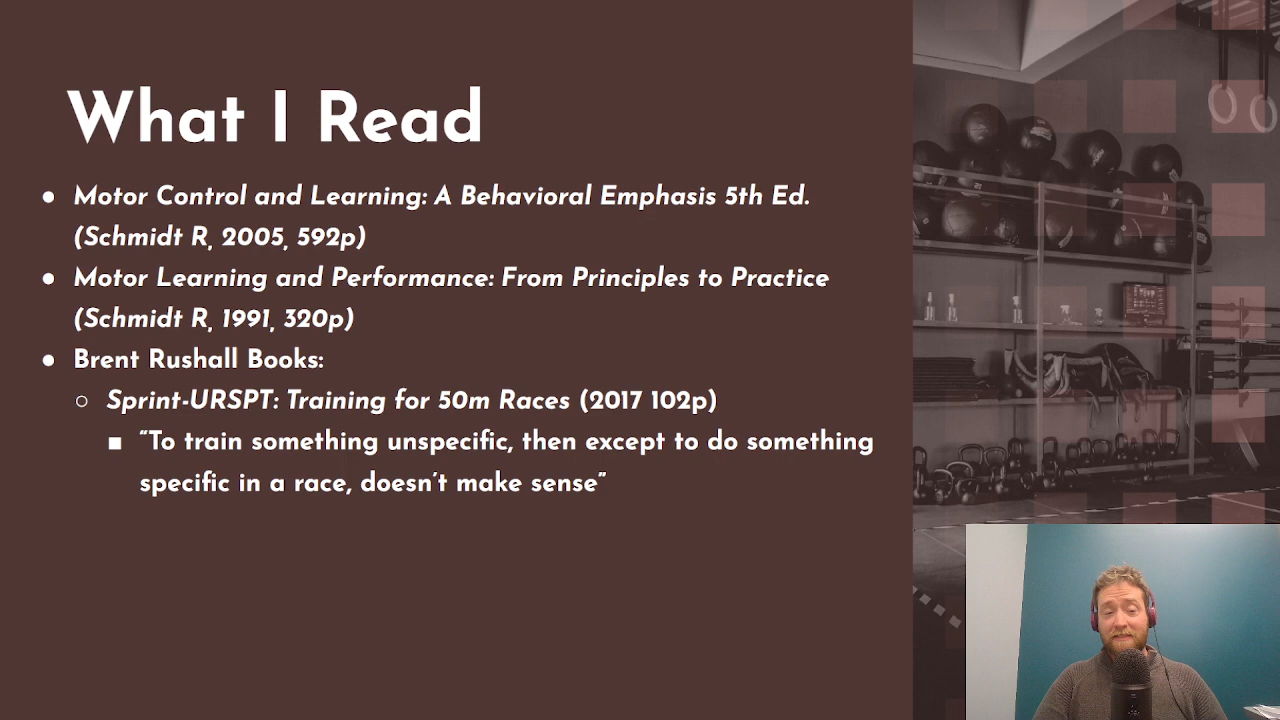 What I Read
● Motor Control and Learning: A Behavioral Emphasis 5th Ed.
(Schmidt R, 2005, 592p)
● Motor Learning and Performance: From Principles to Practice
(Schmidt R, 1991, 320p)
● Brent Rushall Books:
○ Sprint-URSPT: Training for 50m Races (2017 102p)
■ “To train something unspecific, then except to do something
specific in a race, doesn’t make sense”